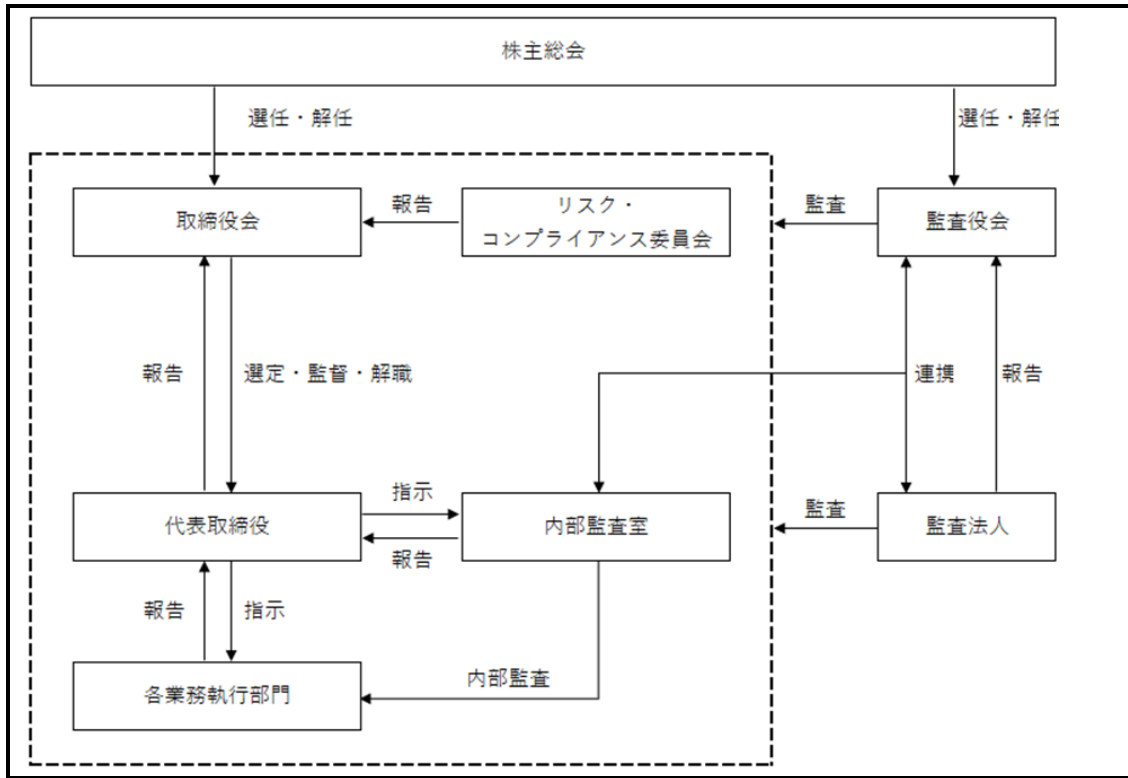 株主総会
選任・解任
選任・解任
取締役会
報告
リスク・
コンプライアンス委員会
監査
監査役会
報告
選定・監督・解職
連携
報告
代表取締役
指示
報告
内部監査室
監査
監査法人
報告
指示
各業務執行部門
内部監査